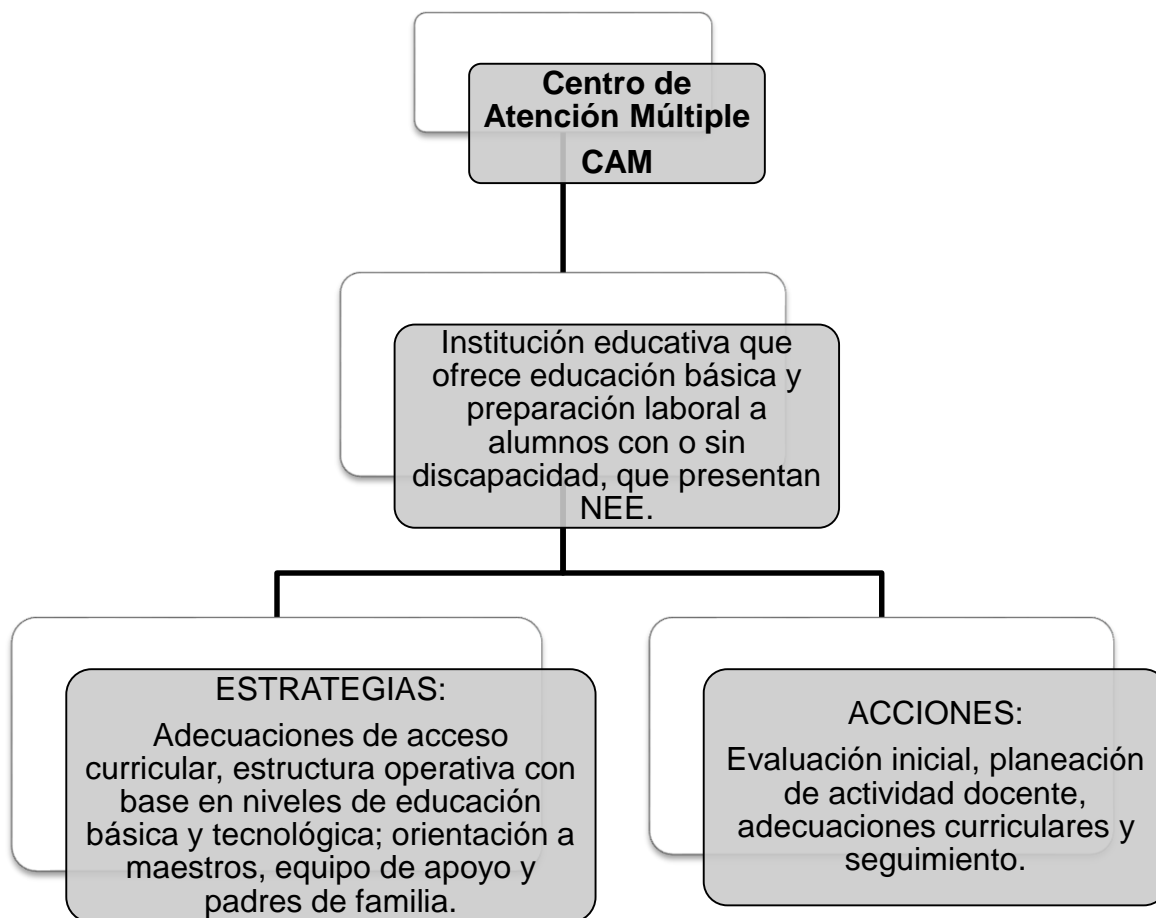 Centro de
Atención Múltiple
CAM
Institución educativa que
ofrece educación básica y
preparación laboral a
alumnos con o sin
discapacidad, que presentan
NEE.
ESTRATEGIAS:
Adecuaciones de acceso
curricular, estructura operativa con
base en niveles de educación
básica y tecnológica; orientación a
maestros, equipo de apoyo y
padres de familia.
ACCIONES:
Evaluación inicial, planeación
de actividad docente,
adecuaciones curriculares y
seguimiento.